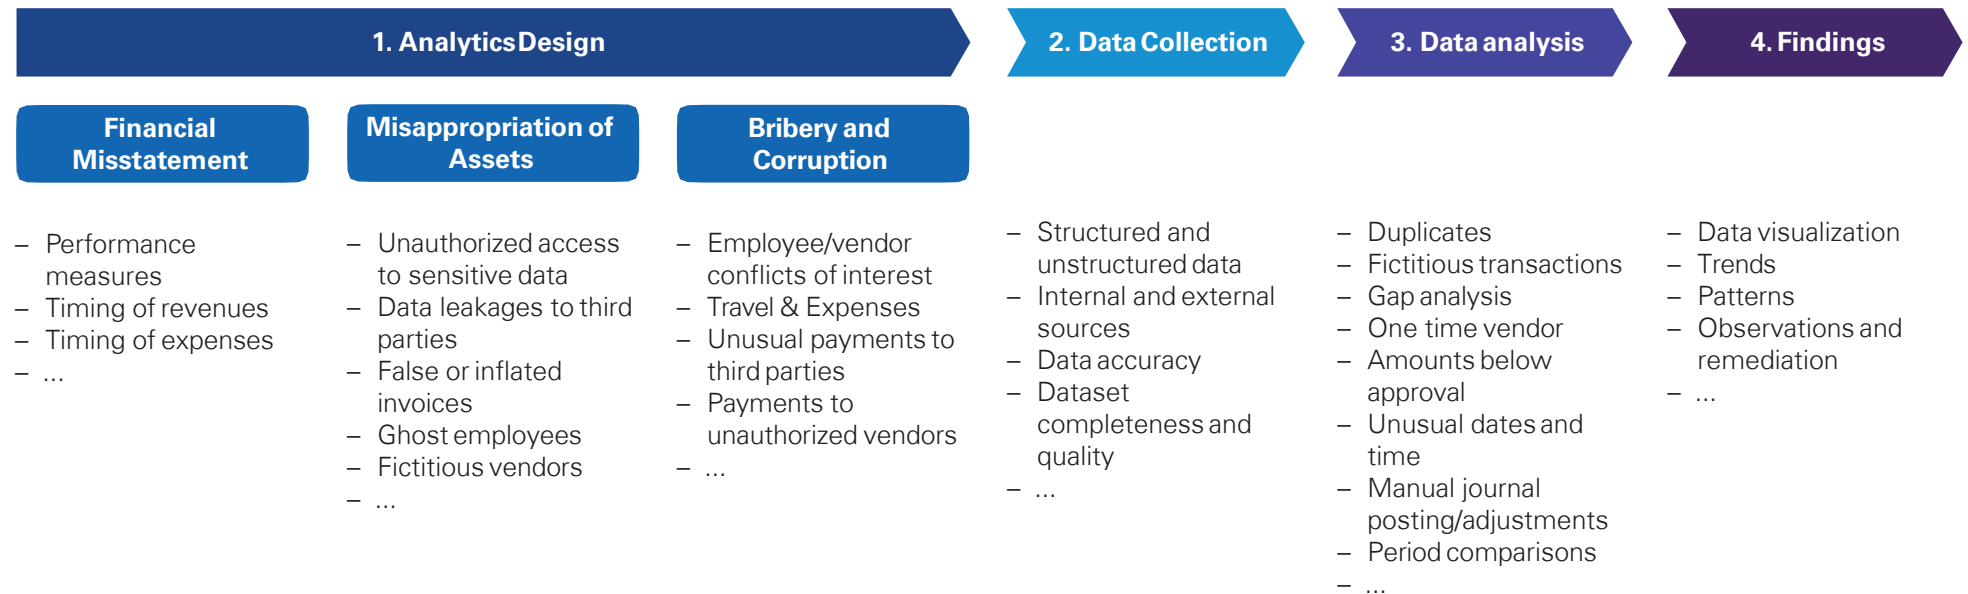 1. Analytics Design
2. Data Collection
3. Data analysis
4. Findings
Financial
Misstatement
– Performance
measures
– Timing of revenues
– Timing of expenses
– ...
Misappropriation of
Assets
– Unauthorized access
to sensitive data
– Data leakages to third
parties
– False or inflated
invoices
– Ghost employees
– Fictitious vendors
– ...
Bribery and
Corruption
– Employee/vendor
conflicts of interest
– Travel & Expenses
– Unusual payments to
third parties
– Payments to
unauthorized vendors
– ...
– Structured and
unstructured data
– Internal and external
sources
– Data accuracy
– Dataset
completeness and
quality
– ...
– Duplicates
– Fictitious transactions
– Gap analysis
– One time vendor
– Amounts below
approval
– Unusual dates and
time
– Manual journal
posting/adjustments
– Period comparisons
– ...
– Data visualization
– Trends
– Patterns
– Observations and
remediation
– ...